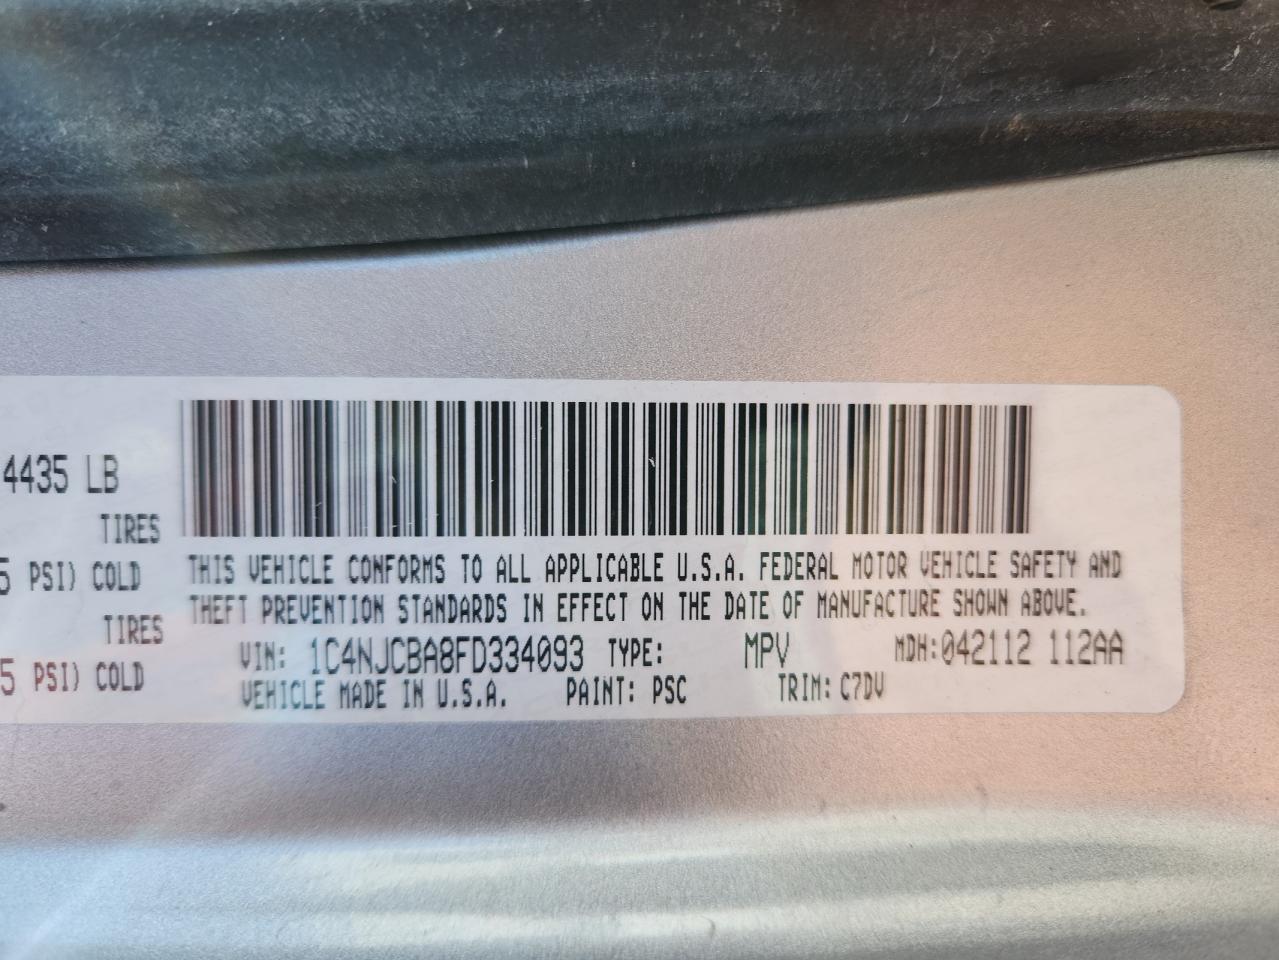 4435 LB
TIRES
5 PSI) COLD
TIRES
5 PSI) COLD
THIS VEHICLE CONFORMS TO ALL APPLICABLE U.S.A. FEDERAL MOTOR VEHICLE SAFETY AND
THEFT PREVENTION STANDARDS IN EFFECT ON THE DATE OF MANUFACTURE SHOWN ABOVE.
VIN: 1C4NJCBA8FD334093 TYPE: MPV MDH:042112 112AA
VEHICLE MADE IN U.S.A. PAINT: PSC TRIM: C7DV